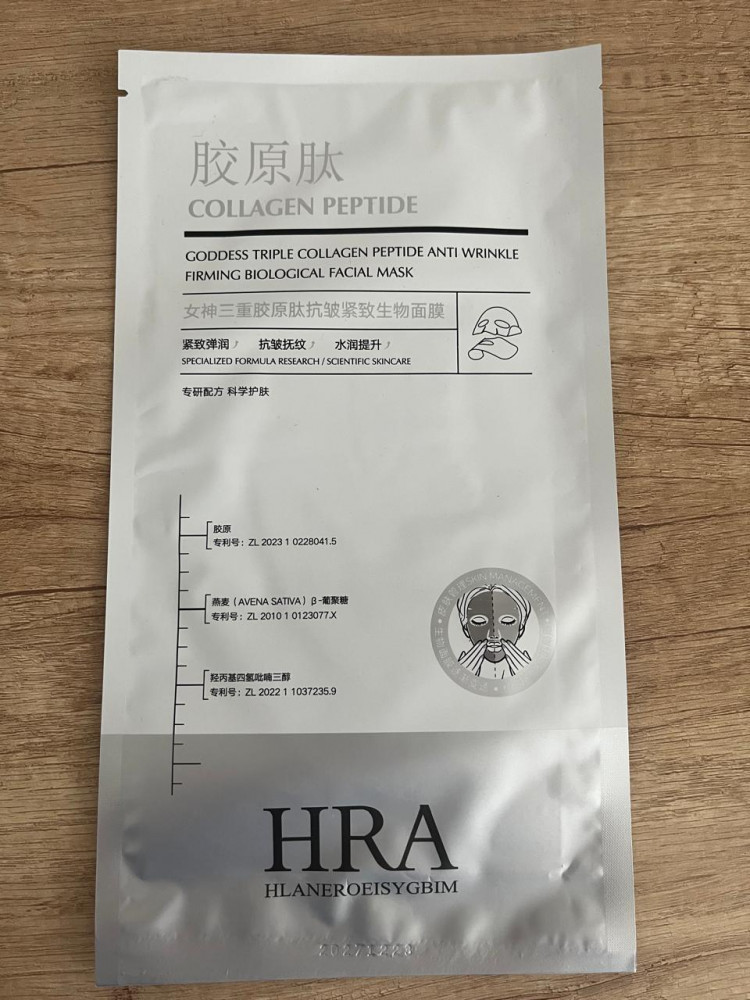 胶原肽
COLLAGEN PEPTIDE
GODDESS TRIPLE COLLAGEN PEPTIDE ANTI WRINKLE
FIRMING BIOLOGICAL FACIAL MASK
女神三重胶原肽抗皱紧致生物面膜
紧致弹润 抗皱抚纹 水润提升
SPECIALIZED FORMULA RESEARCH / SCIENTIFIC SKINCARE
专研配方 科学护肤
胶原
专利号：ZL 2023 1 0228041.5
燕麦（AVENA SATIVA）β-葡聚糖
专利号：ZL 2010 1 0123077.X
羟丙基四氢吡喃三醇
专利号：ZL 2022 1 1037235.9
SKIN MANAGEMENT
HRA
HLANEROEISYGBIM
20271223